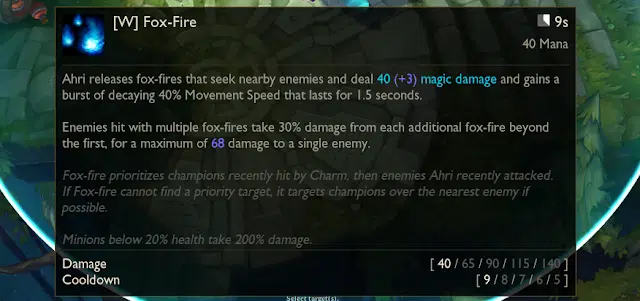 [W] Fox-Fire
9s
40 Mana
Ahri releases fox-fires that seek nearby enemies and deal 40 (+3) magic damage and gains a
burst of decaying 40% Movement Speed that lasts for 1.5 seconds.
Enemies hit with multiple fox-fires take 30% damage from each additional fox-fire beyond
the first, for a maximum of 68 damage to a single enemy.
Fox-fire prioritizes champions recently hit by Charm, then enemies Ahri recently attacked.
If Fox-fire cannot find a priority target, it targets champions over the nearest enemy if
possible.
Minions below 20% health take 200% damage.
Damage [ 40 / 65 / 90 / 115 / 140 ]
Cooldown [ 9 / 8 / 7 / 6 / 5 ]
Select target(s).